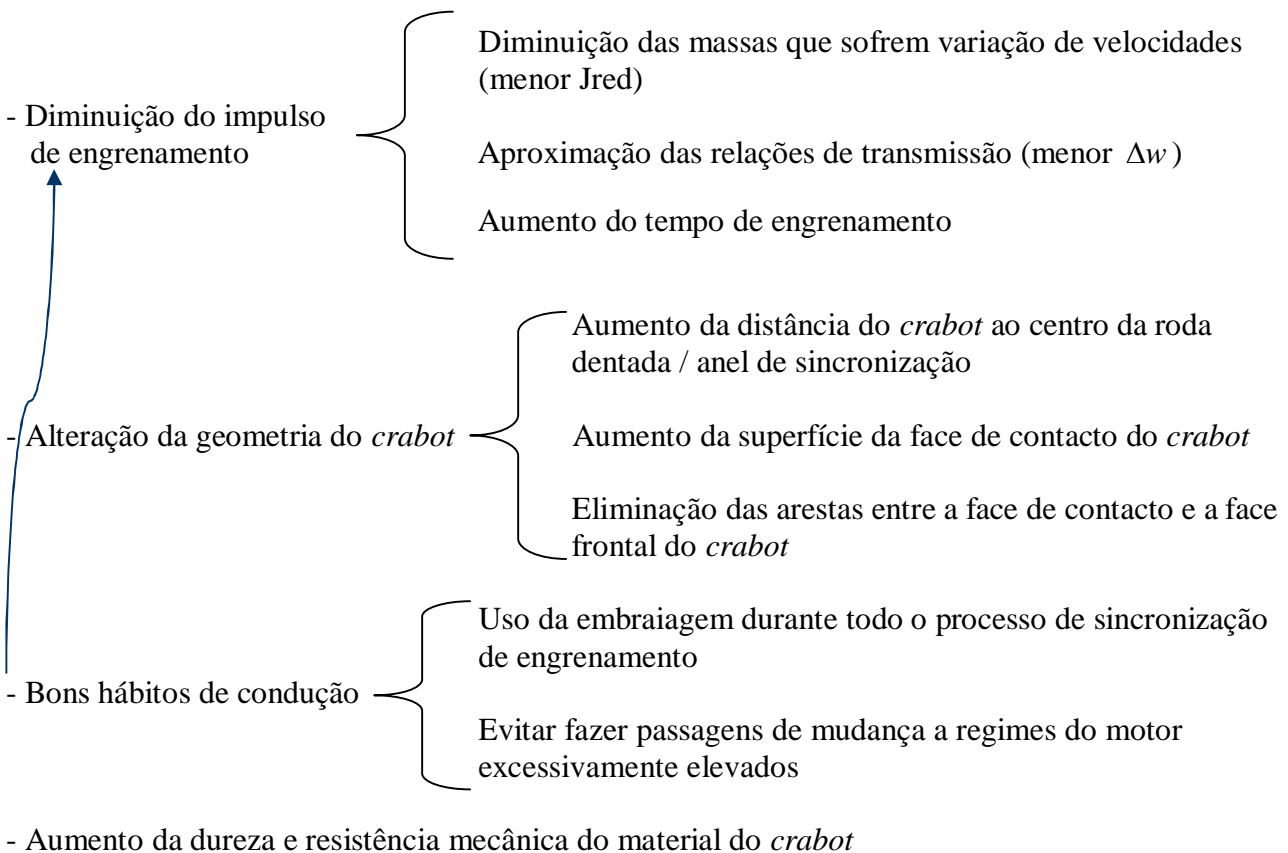 - Diminuição do impulso
de engrenamento
Diminuição das massas que sofrem variação de velocidades
(menor Jred)
Aproximação das relações de transmissão (menor Δw)
Aumento do tempo de engrenamento
- Alteração da geometria do crabot
Aumento da distância do crabot ao centro da roda
dentada / anel de sincronização
Aumento da superfície da face de contacto do crabot
Eliminação das arestas entre a face de contacto e a face
frontal do crabot
- Bons hábitos de condução
Uso da embraiagem durante todo o processo de sincronização
de engrenamento
Evitar fazer passagens de mudança a regimes do motor
excessivamente elevados
- Aumento da dureza e resistência mecânica do material do crabot